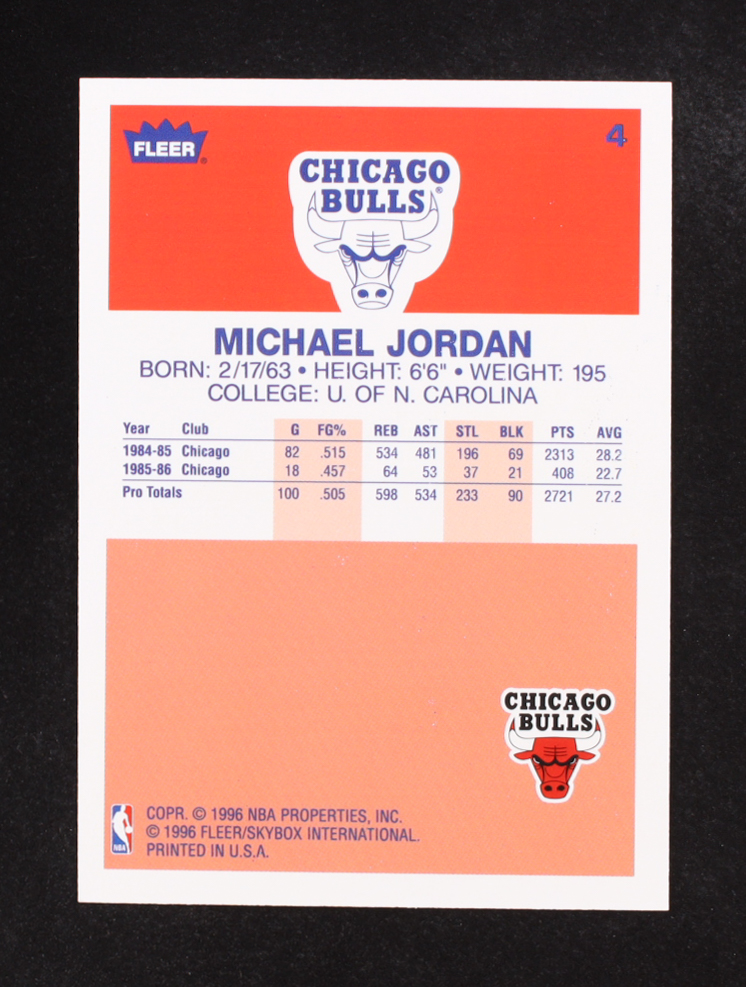 FLEER®
4
CHICAGO
BULLS®
MICHAEL JORDAN
BORN: 2/17/63 • HEIGHT: 6'6" • WEIGHT: 195
COLLEGE: U. OF N. CAROLINA
Year Club G FG% REB AST STL BLK PTS AVG
1984-85 Chicago 82 .515 534 481 196 69 2313 28.2
1985-86 Chicago 18 .457 64 53 37 21 408 22.7
Pro Totals 100 .505 598 534 233 90 2721 27.2
CHICAGO
BULLS
COPR. © 1996 NBA PROPERTIES, INC.
© 1996 FLEER/SKYBOX INTERNATIONAL.
PRINTED IN U.S.A.
NBA